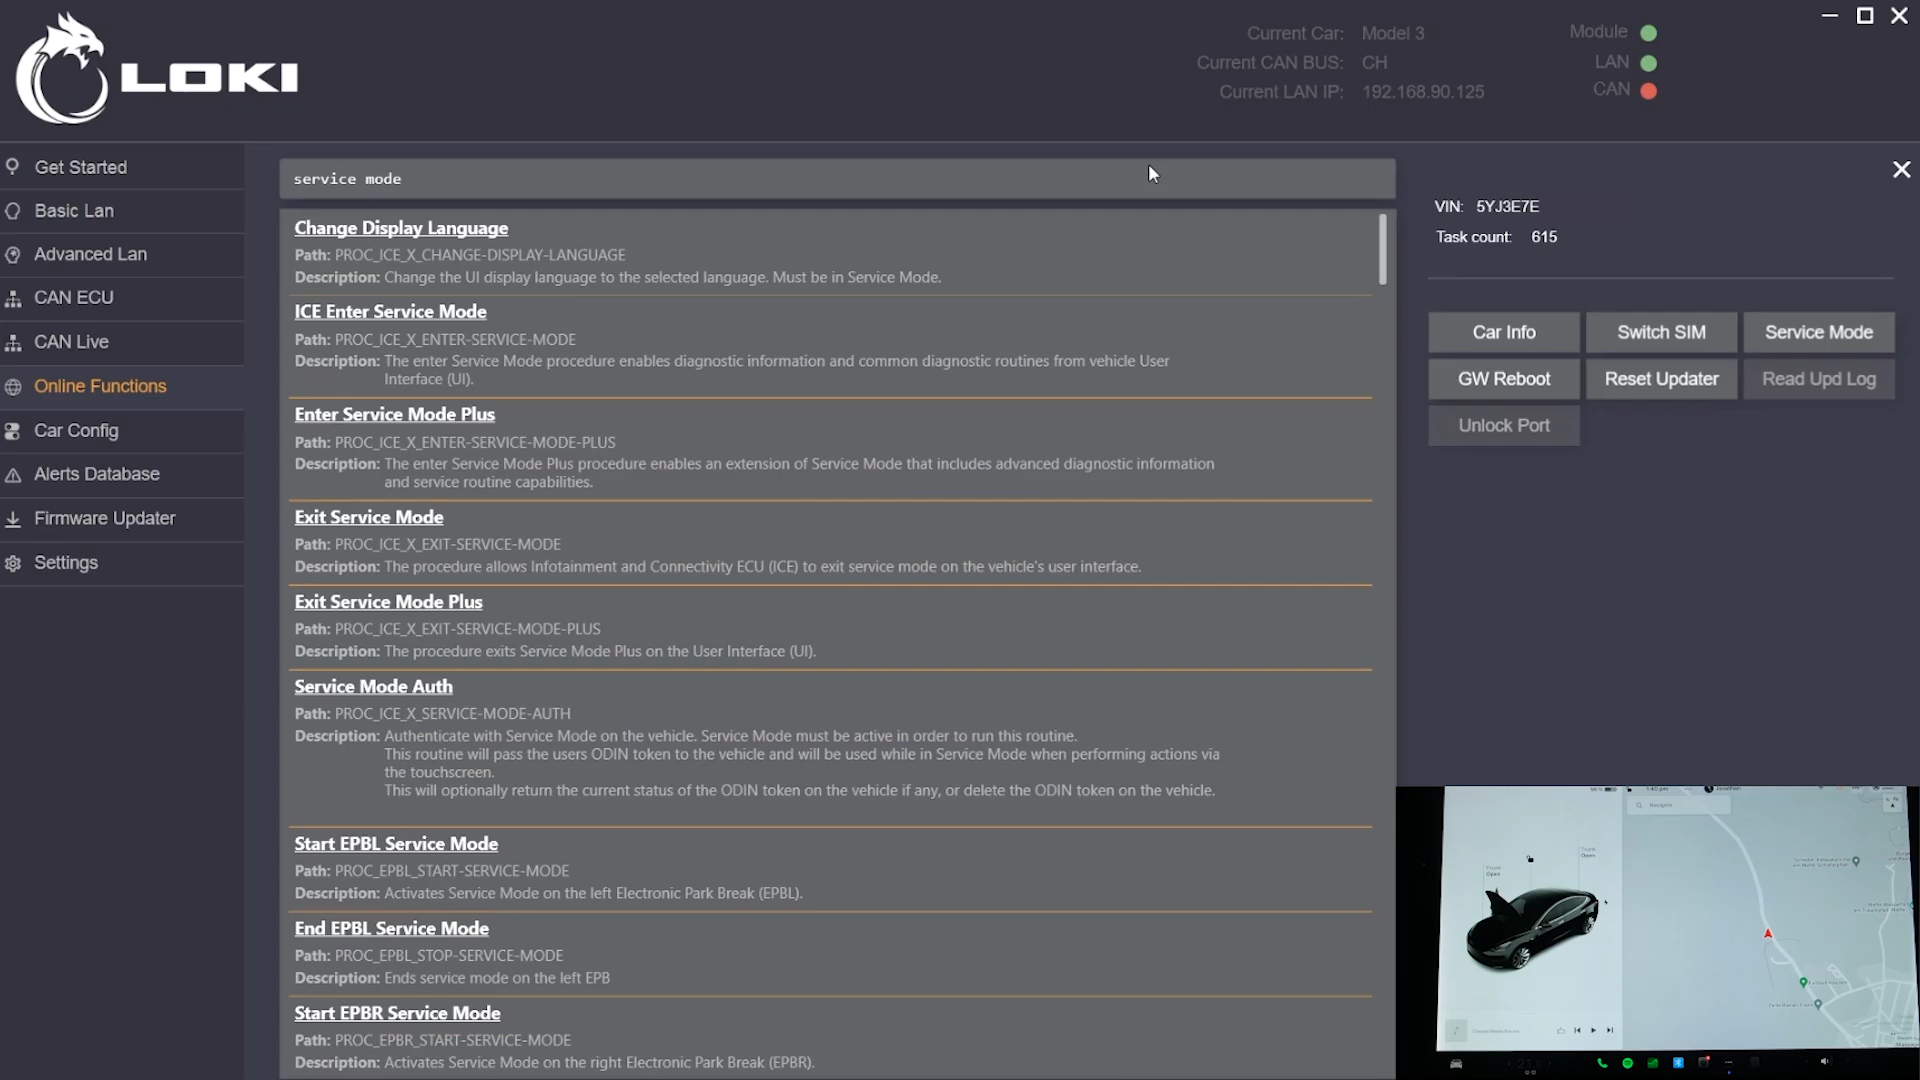 LOKI
Current Car: Model 3
Current CAN BUS: CH
Current LAN IP: 192.168.90.125
Module
LAN
CAN
Get Started
Basic Lan
Advanced Lan
CAN ECU
CAN Live
Online Functions
Car Config
Alerts Database
Firmware Updater
Settings
service mode
Change Display Language
Path: PROC_ICE_X_CHANGE-DISPLAY-LANGUAGE
Description: Change the UI display language to the selected language. Must be in Service Mode.
ICE Enter Service Mode
Path: PROC_ICE_X_ENTER-SERVICE-MODE
Description: The enter Service Mode procedure enables diagnostic information and common diagnostic routines from vehicle User
Interface (UI).
Enter Service Mode Plus
Path: PROC_ICE_X_ENTER-SERVICE-MODE-PLUS
Description: The enter Service Mode Plus procedure enables an extension of Service Mode that includes advanced diagnostic information
and service routine capabilities.
Exit Service Mode
Path: PROC_ICE_X_EXIT-SERVICE-MODE
Description: The procedure allows Infotainment and Connectivity ECU (ICE) to exit service mode on the vehicle's user interface.
Exit Service Mode Plus
Path: PROC_ICE_X_EXIT-SERVICE-MODE-PLUS
Description: The procedure exits Service Mode Plus on the User Interface (UI).
Service Mode Auth
Path: PROC_ICE_X_SERVICE-MODE-AUTH
Description: Authenticate with Service Mode on the vehicle. Service Mode must be active in order to run this routine.
This routine will pass the users ODIN token to the vehicle and will be used while in Service Mode when performing actions via
the touchscreen.
This will optionally return the current status of the ODIN token on the vehicle if any, or delete the ODIN token on the vehicle.
Start EPBL Service Mode
Path: PROC_EPBL_START-SERVICE-MODE
Description: Activates Service Mode on the left Electronic Park Break (EPBL).
End EPBL Service Mode
Path: PROC_EPBL_STOP-SERVICE-MODE
Description: Ends service mode on the left EPB
Start EPBR Service Mode
Path: PROC_EPBR_START-SERVICE-MODE
Description: Activates Service Mode on the right Electronic Park Break (EPBR).
VIN: 5YJ3E7E
Task count: 615
Car Info
Switch SIM
Service Mode
GW Reboot
Reset Updater
Read Upd Log
Unlock Port
Navigate
Frunk
Open
Trunk
Open